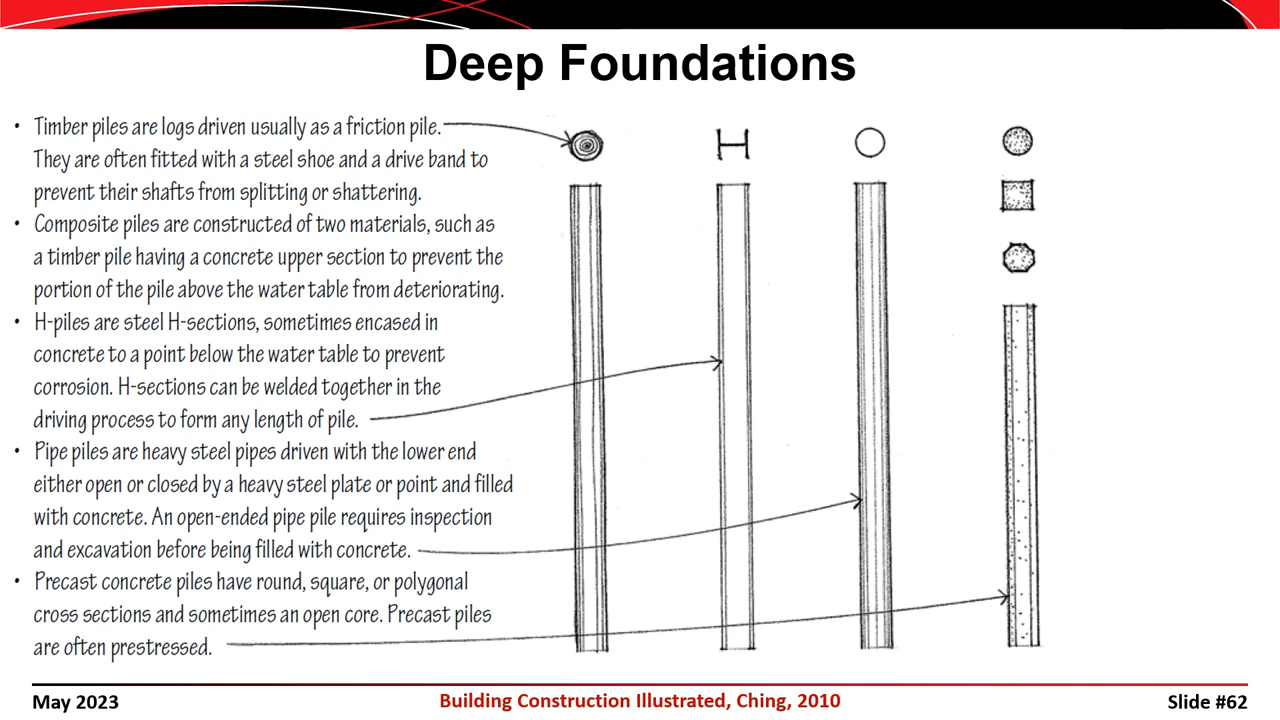 Deep Foundations
• Timber piles are logs driven usually as a friction pile.
They are often fitted with a steel shoe and a drive band to
prevent their shafts from splitting or shattering.
• Composite piles are constructed of two materials, such as
a timber pile having a concrete upper section to prevent the
portion of the pile above the water table from deteriorating.
• H-piles are steel H-sections, sometimes encased in
concrete to a point below the water table to prevent
corrosion. H-sections can be welded together in the
driving process to form any length of pile.
• Pipe piles are heavy steel pipes driven with the lower end
either open or closed by a heavy steel plate or point and filled
with concrete. An open-ended pipe pile requires inspection
and excavation before being filled with concrete.
• Precast concrete piles have round, square, or polygonal
cross sections and sometimes an open core. Precast piles
are often prestressed.
May 2023
Building Construction Illustrated, Ching, 2010
Slide #62